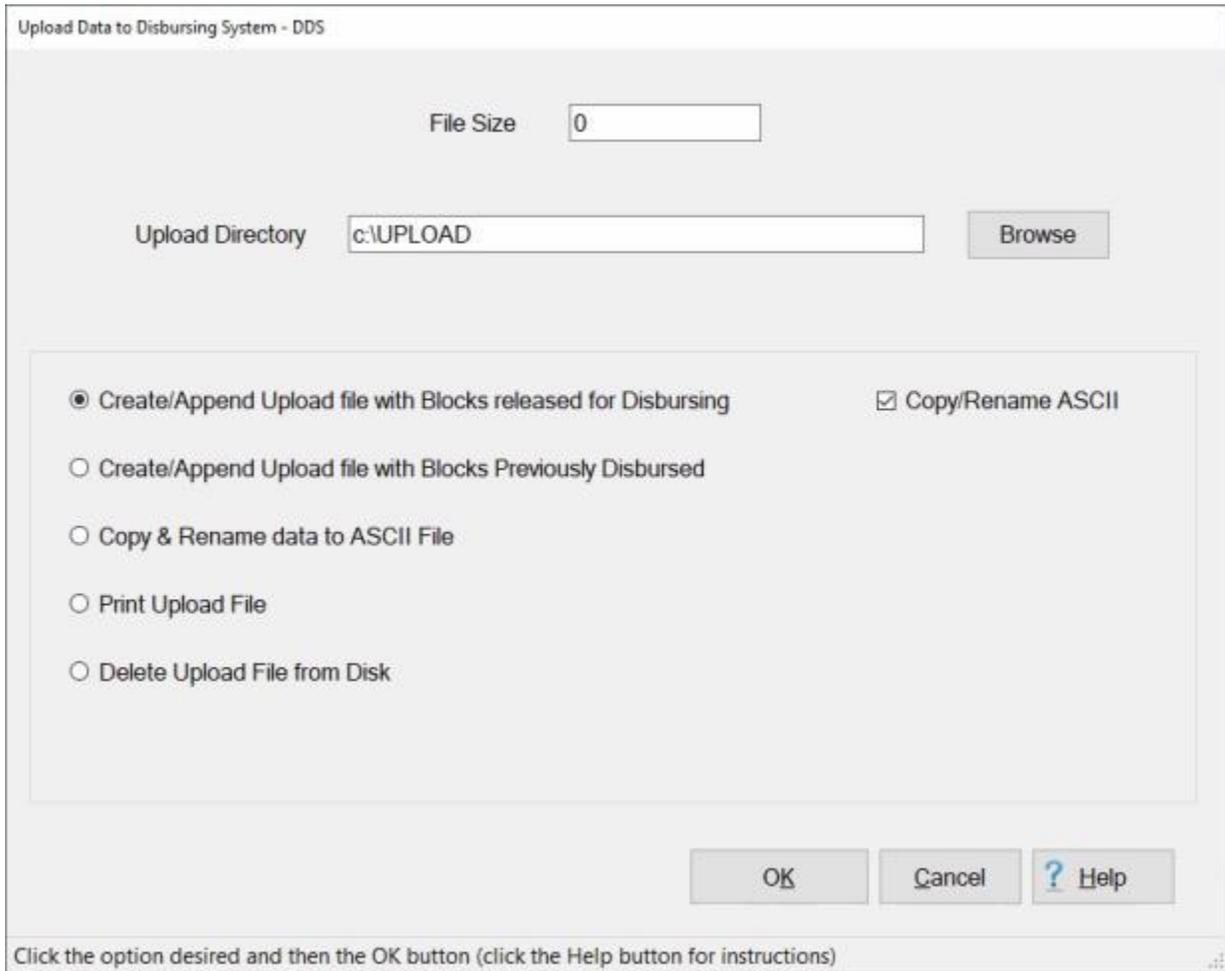 Upload Data to Disbursing System - DDS
File Size 0
Upload Directory c:\UPLOAD Browse
Create/Append Upload file with Blocks released for Disbursing Copy/Rename ASCII
Create/Append Upload file with Blocks Previously Disbursed
Copy & Rename data to ASCII File
Print Upload File
Delete Upload File from Disk
OK Cancel ? Help
Click the option desired and then the OK button (click the Help button for instructions)